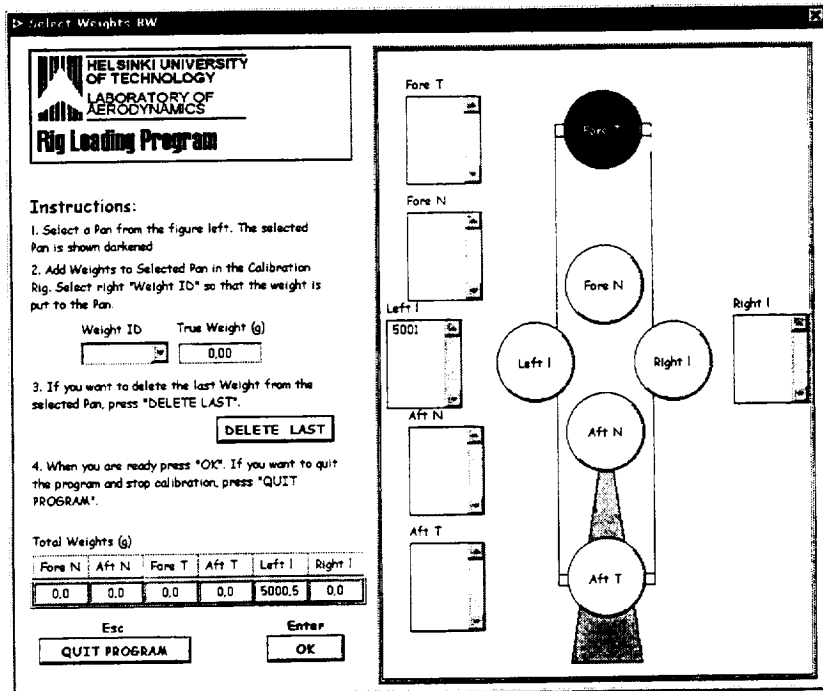 Select Weights BW
HELSINKI UNIVERSITY
OF TECHNOLOGY
LABORATORY OF
AERODYNAMICS
Rig Loading Program
Instructions:
1. Select a Pan from the figure left. The selected
Pan is shown darkened
2. Add Weights to Selected Pan in the Calibration
Rig. Select right "Weight ID" so that the weight is
put to the Pan.
Weight ID True Weight (g)
0,00
3. If you want to delete the last Weight from the
selected Pan, press "DELETE LAST".
DELETE LAST
4. When you are ready press "OK". If you want to quit
the program and stop calibration, press "QUIT
PROGRAM".
Total Weights (g)
Fore N Aft N Fore T Aft T Left l Right l
0,0 0,0 0,0 0,0 5000,5 0,0
Esc Enter
QUIT PROGRAM OK
Fore T
Fore N
Left l
5001
Aft N
Aft T
Right l
Fore T
Fore N
Left l
Right l
Aft N
Aft T